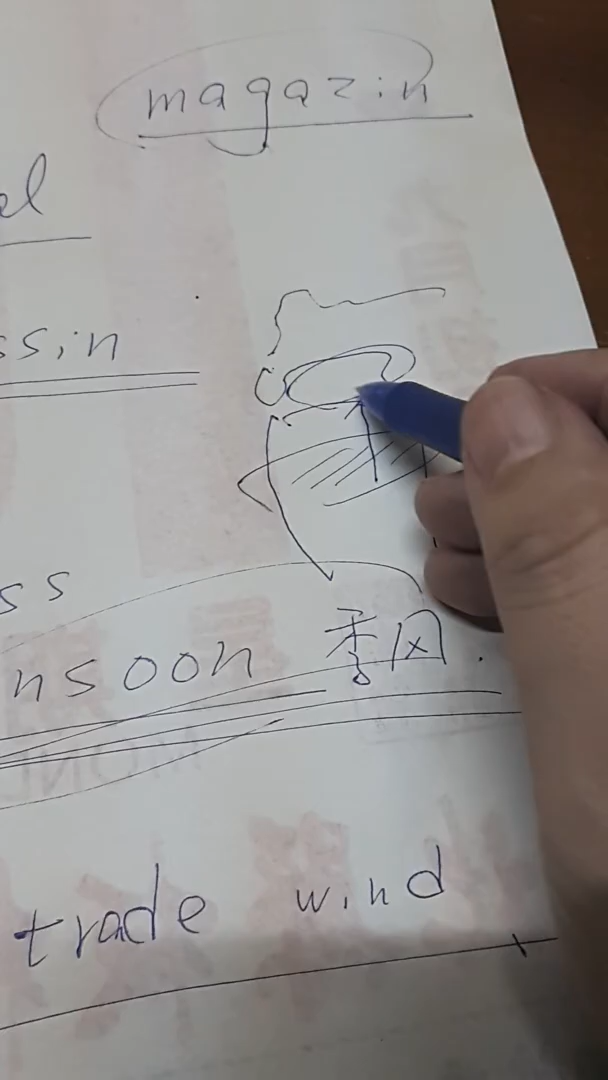 magazin
el
ssin
ss
nsoon 季风.
trade wind